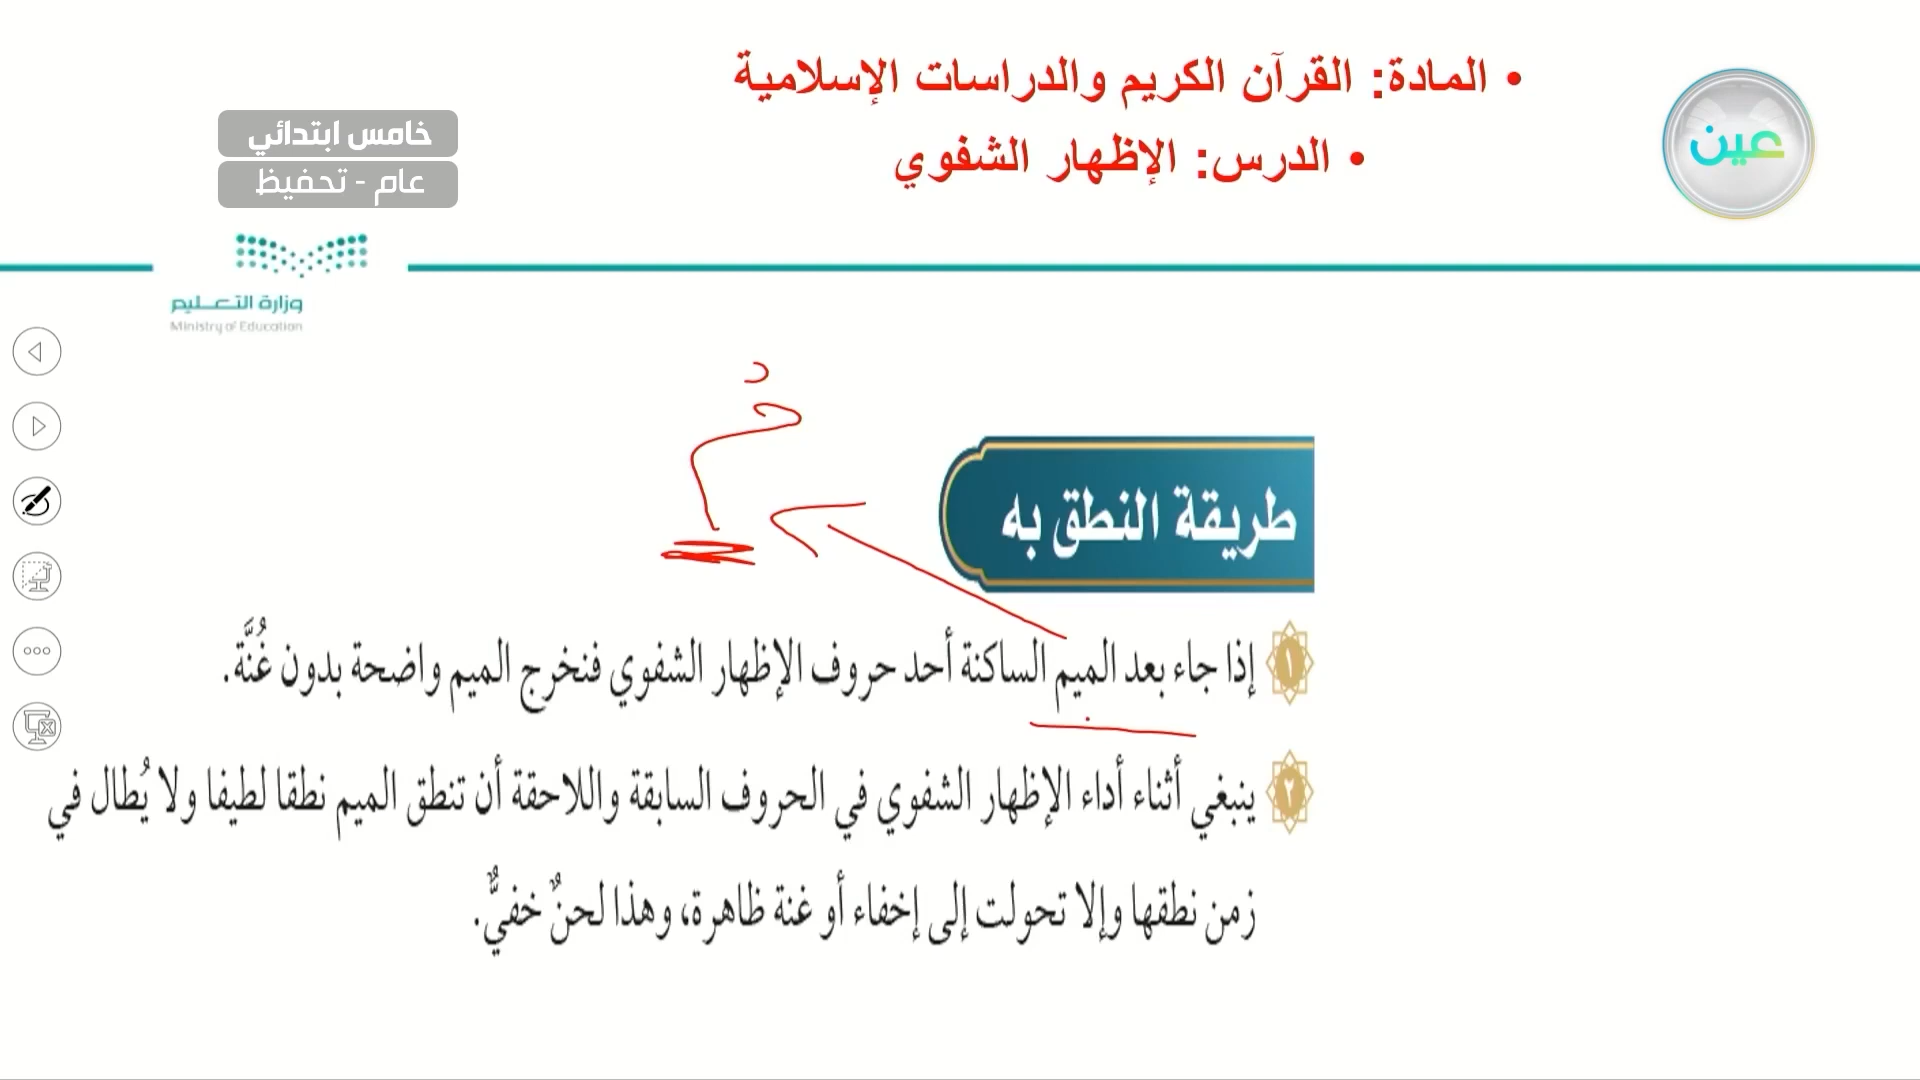 • المادة: القرآن الكريم والدراسات الإسلامية
• الدرس: الإظهار الشفوي
عين
خامس ابتدائي
عام - تحفيظ
وزارة التعـــليم
Ministry of Education
مْ
طريقة النطق به
١ إذا جاء بعد الميم الساكنة أحد حروف الإظهار الشفوي فنخرج الميم واضحة بدون غُنَّة.
٢ ينبغي أثناء أداء الإظهار الشفوي في الحروف السابقة واللاحقة أن تنطق الميم نطقا لطيفا ولا يُطال في
زمن نطقها وإلا تحولت إلى إخفاء أو غنة ظاهرة، وهذا لحنٌ خفيٌّ.